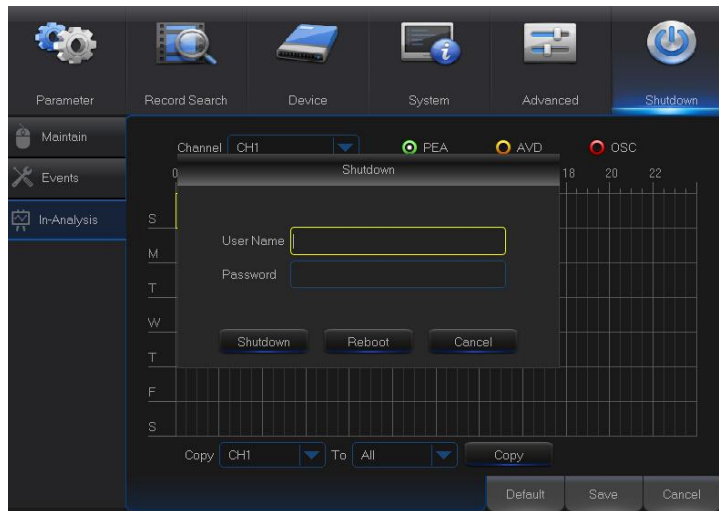 Parameter Record Search Device System Advanced Shutdown
Maintain
Events
In-Analysis
Channel CH1 PEA AVD OSC
0 18 20 22
Shutdown
S
M
T
W
T
F
S
User Name
Password
Shutdown Reboot Cancel
Copy CH1 To All Copy
Default Save Cancel